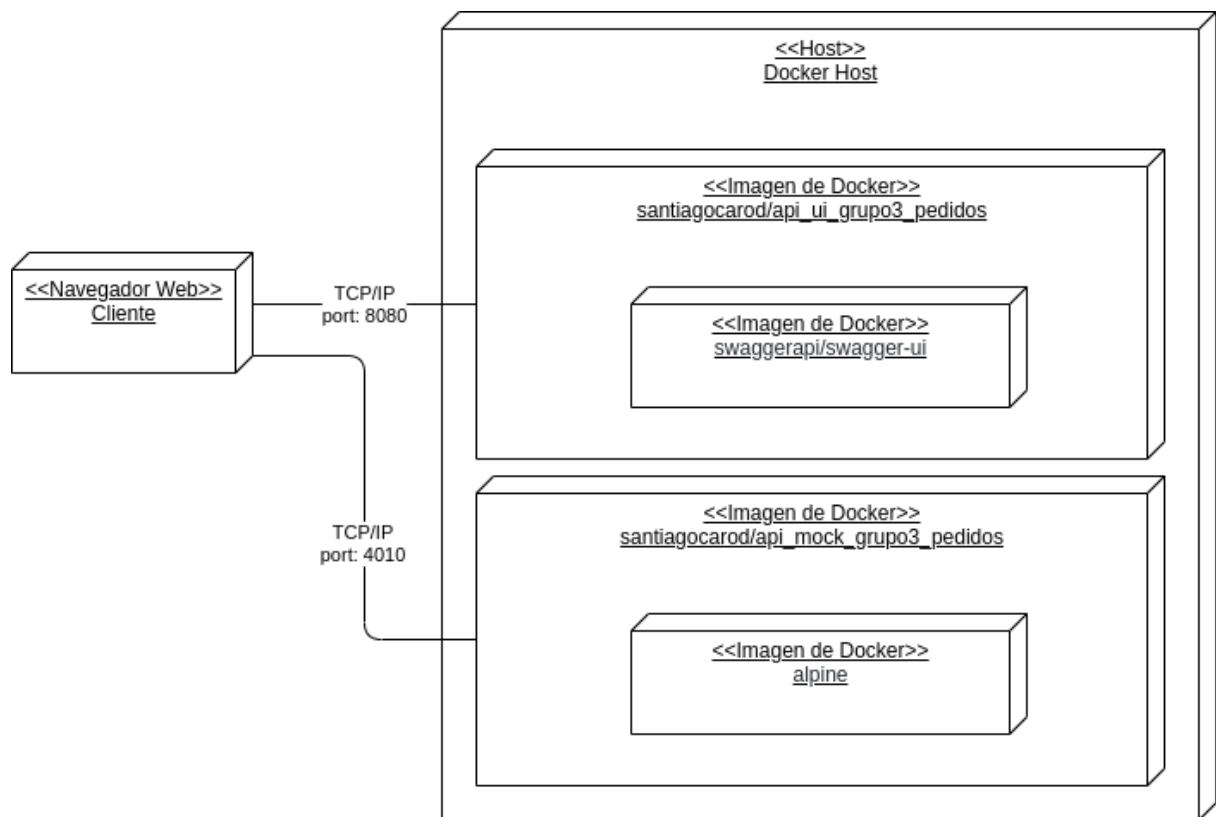 <<Host>>
Docker Host
<<Imagen de Docker>>
santiagocarod/api_ui_grupo3_pedidos
<<Navegador Web>>
Cliente
TCP/IP
port: 8080
<<Imagen de Docker>>
swaggerapi/swagger-ui
<<Imagen de Docker>>
santiagocarod/api_mock_grupo3_pedidos
TCP/IP
port: 4010
<<Imagen de Docker>>
alpine